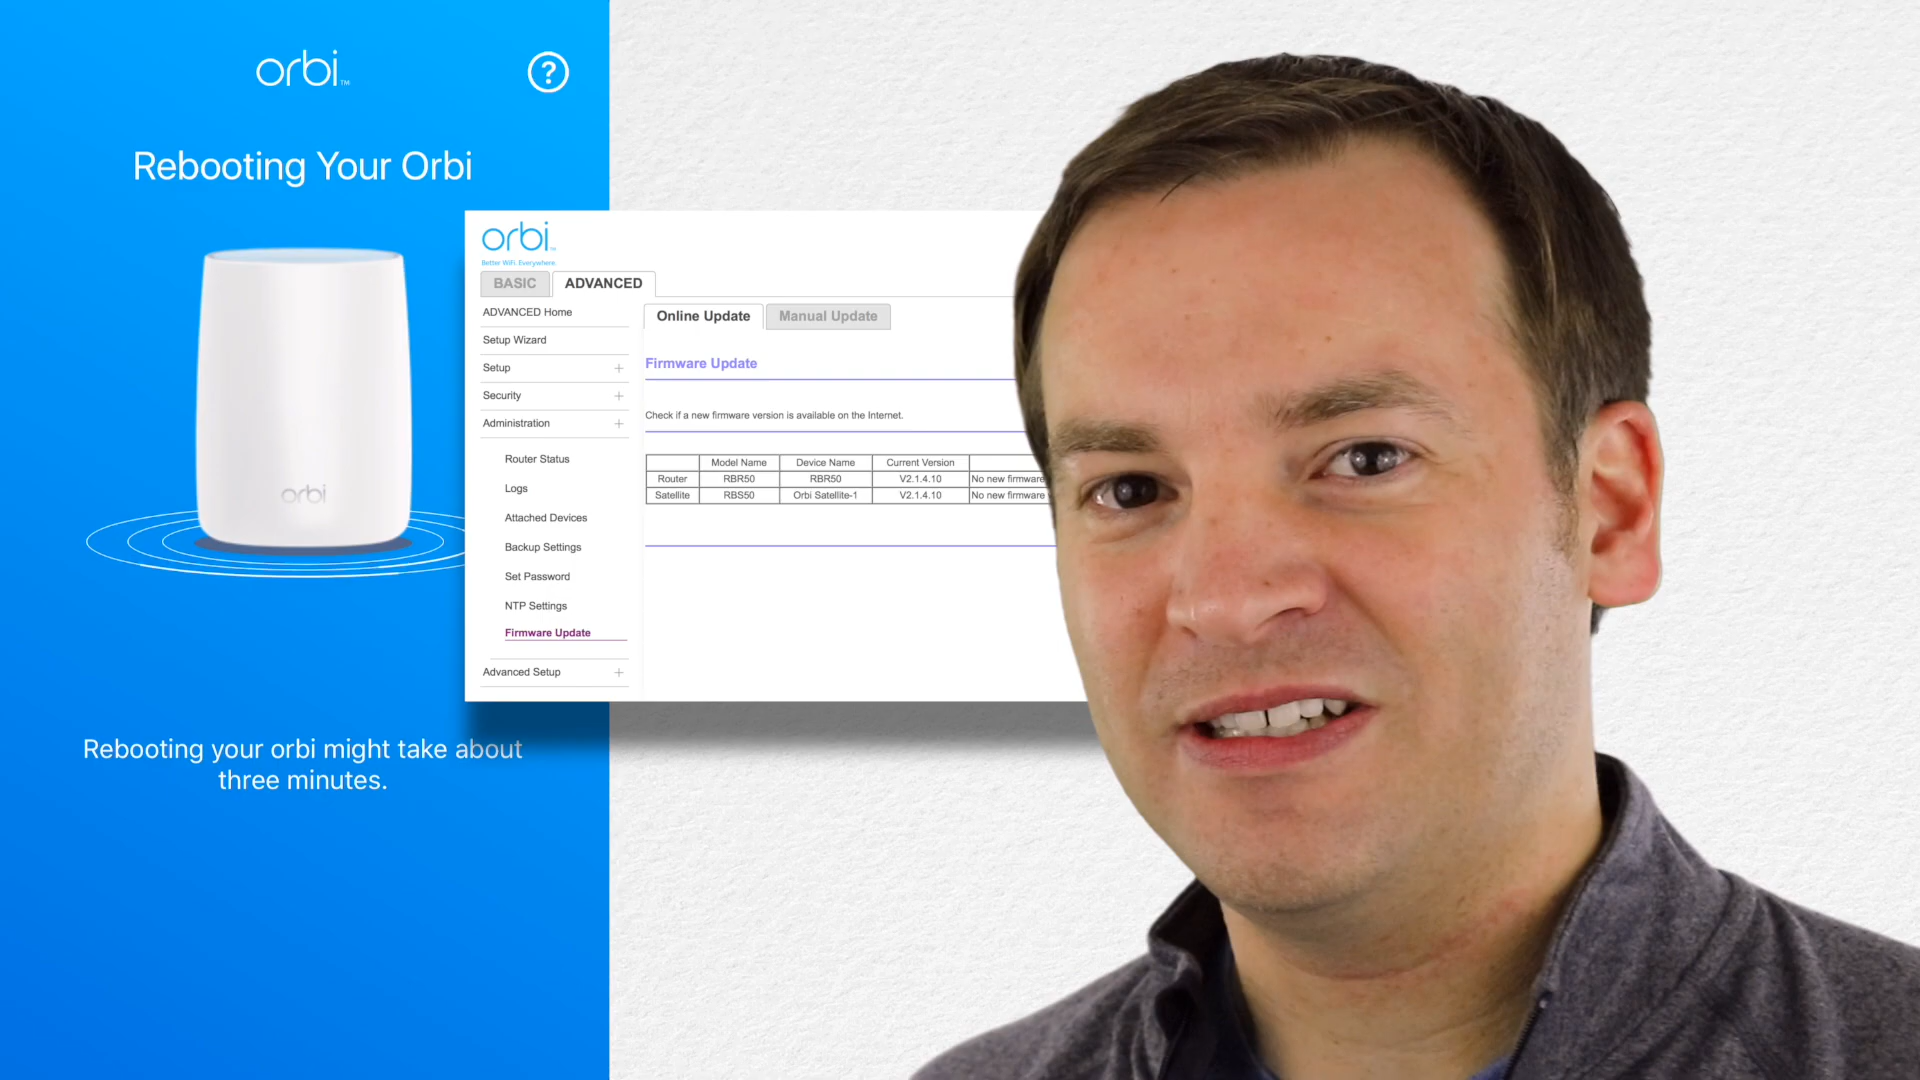 orbi™
?
Rebooting Your Orbi
orbi
Rebooting your orbi might take about
three minutes.
orbi™
Better WiFi. Everywhere.
BASIC
ADVANCED
ADVANCED Home
Setup Wizard
Setup +
Security +
Administration +
Router Status
Logs
Attached Devices
Backup Settings
Set Password
NTP Settings
Firmware Update
Advanced Setup +
Online Update
Manual Update
Firmware Update
Check if a new firmware version is available on the Internet.
Model Name Device Name Current Version
Router RBR50 RBR50 V2.1.4.10 No new firmware
Satellite RBS50 Orbi Satellite-1 V2.1.4.10 No new firmware